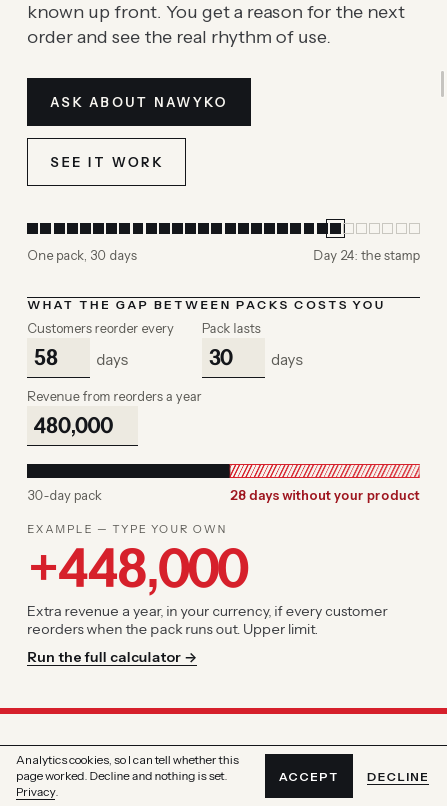 known up front. You get a reason for the next
order and see the real rhythm of use.
ASK ABOUT NAWYKO
SEE IT WORK
One pack, 30 days
Day 24: the stamp
WHAT THE GAP BETWEEN PACKS COSTS YOU
Customers reorder every
Pack lasts
58 days
30 days
Revenue from reorders a year
480,000
30-day pack
28 days without your product
EXAMPLE — TYPE YOUR OWN
+448,000
Extra revenue a year, in your currency, if every customer
reorders when the pack runs out. Upper limit.
Run the full calculator →
Analytics cookies, so I can tell whether this
page worked. Decline and nothing is set.
Privacy.
ACCEPT
DECLINE